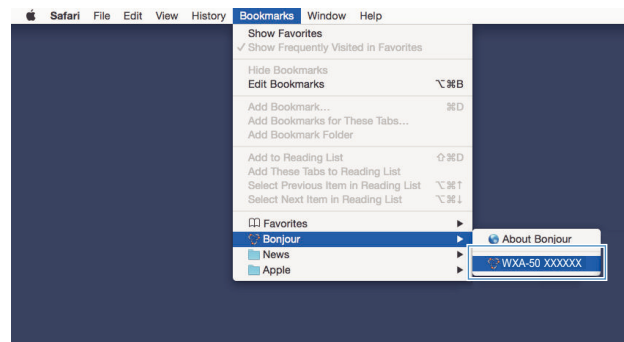 Safari File Edit View History Bookmarks Window Help
Show Favorites
✓ Show Frequently Visited in Favorites
Hide Bookmarks
Edit Bookmarks ⌥⌘B
Add Bookmark... ⌘D
Add Bookmarks for These Tabs...
Add Bookmark Folder
Add to Reading List ⇧⌘D
Add These Tabs to Reading List
Select Previous Item in Reading List ⌥⌘↑
Select Next Item in Reading List ⌥⌘↓
Favorites ▶
Bonjour ▶
About Bonjour
News ▶
WXA-50 XXXXXX
Apple ▶